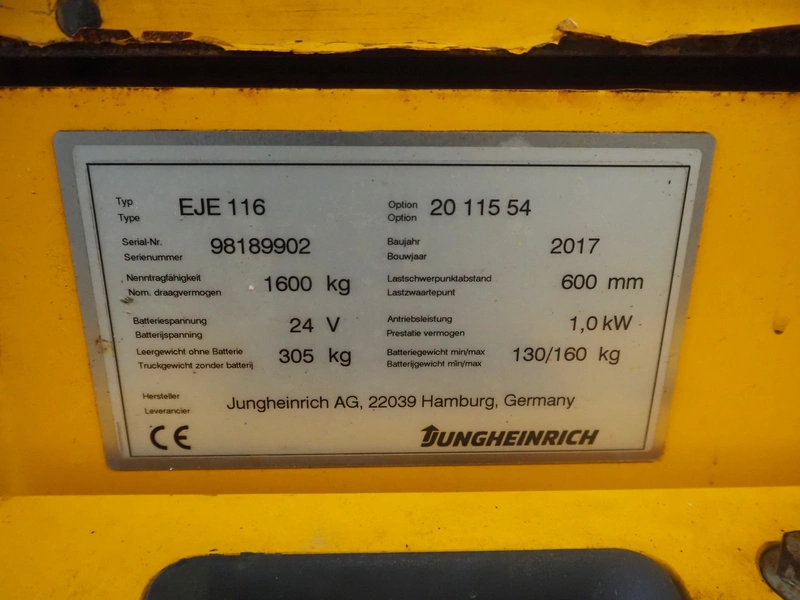 Typ EJE 116 Option 20 115 54
Type Option
Serial-Nr. 98189902 Baujahr 2017
Serienummer Bouwjaar
Nenntragfähigkeit 1600 kg Lastschwerpunktabstand 600 mm
Nom. draagvermogen Lastzwaartepunt
Batteriespannung 24 V Antriebsleistung 1,0 kW
Batterijspanning Prestatie vermogen
Leergewicht ohne Batterie 305 kg Batteriegewicht min/max 130/160 kg
Truckgewicht zonder batterij Batterijgewicht min/max
Hersteller Jungheinrich AG, 22039 Hamburg, Germany
Leverancier
CE JUNGHEINRICH